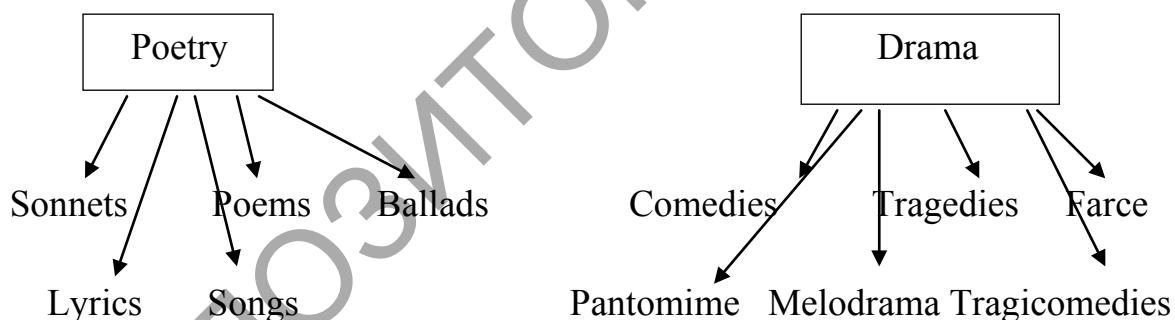 Poetry Drama
Sonnets Poems Ballads Comedies Tragedies Farce
Lyrics Songs Pantomime Melodrama Tragicomedies